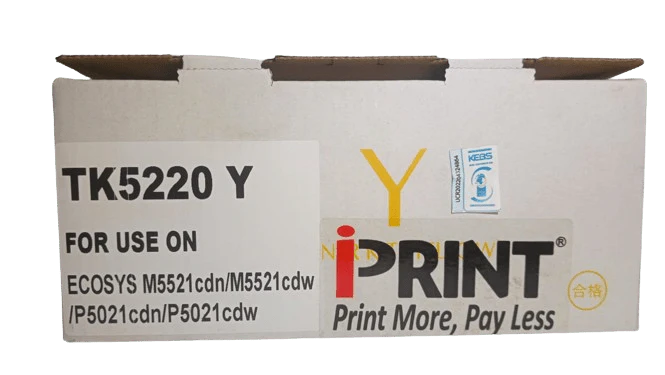 TK5220 Y
FOR USE ON
ECOSYS M5521cdn/M5521cdw
/P5021cdn/P5021cdw
Y
KEBS
iPRINT®
Print More, Pay Less
合格